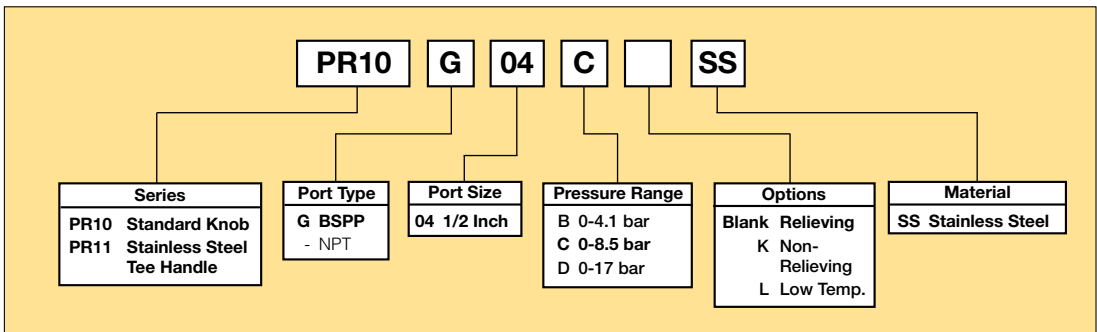 PR10 G 04 C SS
Series
PR10 Standard Knob
PR11 Stainless Steel
Tee Handle
Port Type
G BSPP
- NPT
Port Size
04 1/2 Inch
Pressure Range
B 0-4.1 bar
C 0-8.5 bar
D 0-17 bar
Options
Blank Relieving
K Non-
Relieving
L Low Temp.
Material
SS Stainless Steel